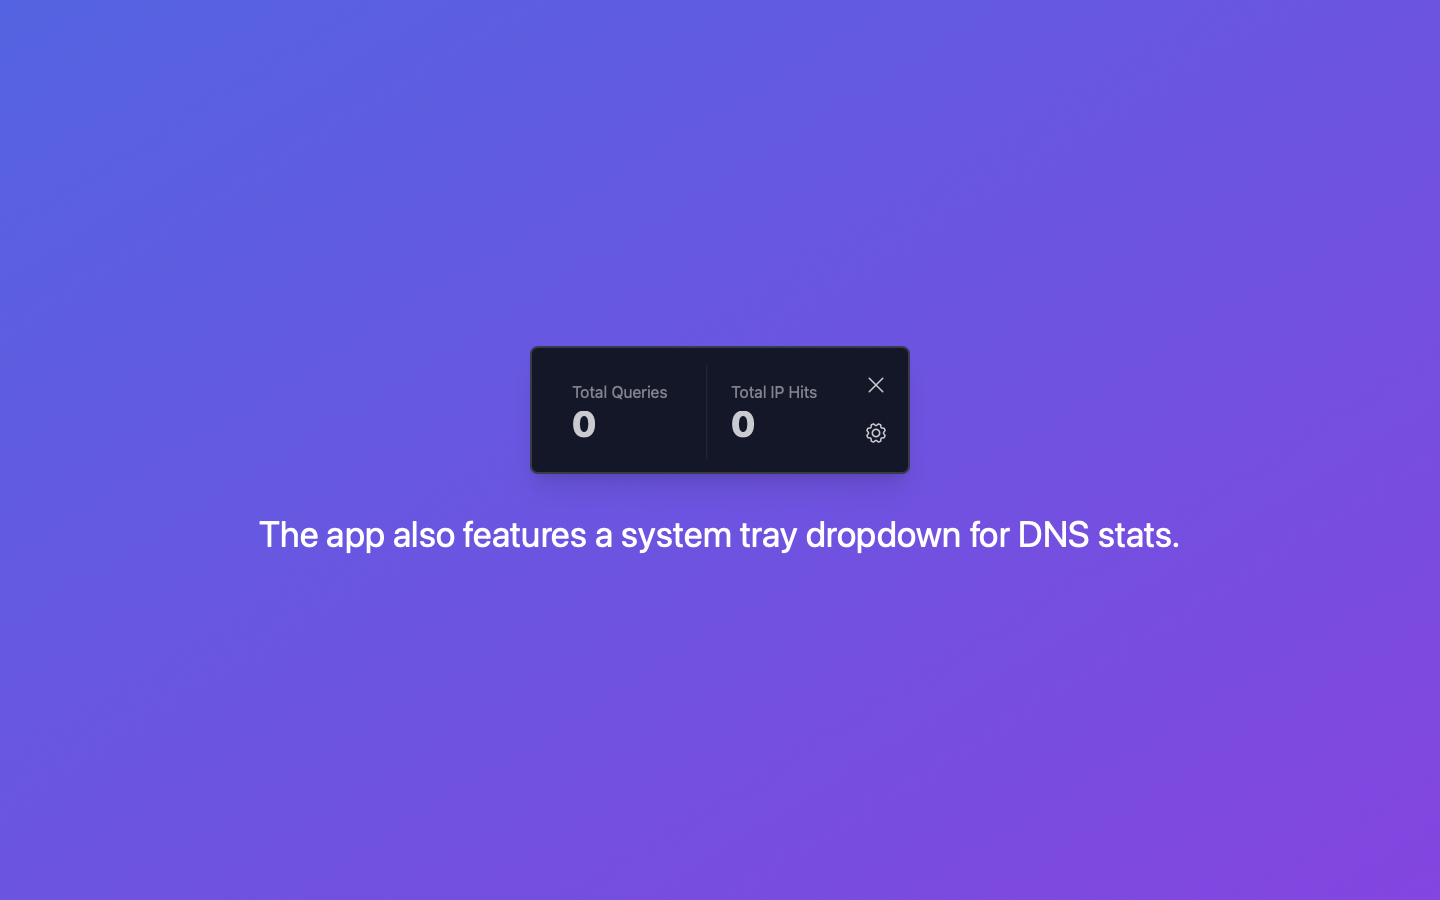 Total Queries
0
Total IP Hits
0
The app also features a system tray dropdown for DNS stats.